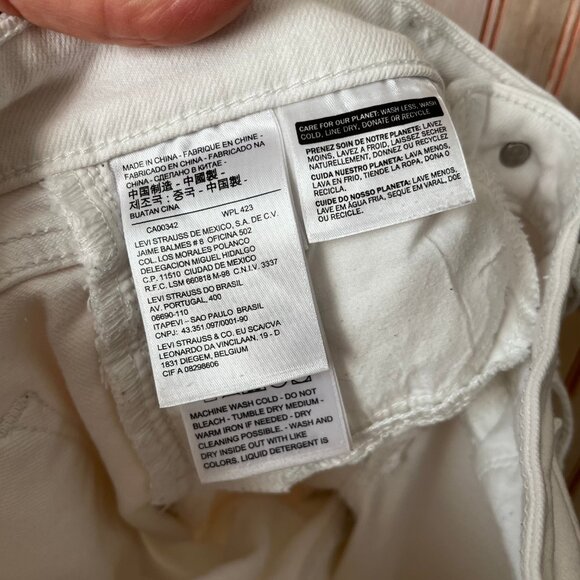 MADE IN CHINA - FABRIQUE EN CHINE -
FABRICADO EN CHINA - FABRICADO NA
CHINA - СДЕЛАНО В КИТАЕ -
中国制造 - 中國製 -
제조국 : 중국 - 中国製 -
BUATAN CINA
CA00342 WPL 423
LEVI STRAUSS DE MEXICO, S.A. DE C.V.
JAIME BALMES # 8 OFICINA 502
COL. LOS MORALES POLANCO
DELEGACION MIGUEL HIDALGO
C.P. 11510 CIUDAD DE MEXICO
R.F.C. LSM 660818 M-98 C.N.I.V. 3337
LEVI STRAUSS DO BRASIL
AV. PORTUGAL, 400
06690-110
ITAPEVI – SAO PAULO BRASIL
CNPJ: 43.351.097/0001-90
LEVI STRAUSS & CO. EU SCA/CVA
LEONARDO DA VINCILAAN. 19 - D
1831 DIEGEM, BELGIUM
CIF A 08298606
MACHINE WASH COLD - DO NOT
BLEACH - TUMBLE DRY MEDIUM -
WARM IRON IF NEEDED - DRY
CLEANING POSSIBLE. - WASH AND
DRY INSIDE OUT WITH LIKE
COLORS. LIQUID DETERGENT IS
CARE FOR OUR PLANET: WASH LESS, WASH
COLD, LINE DRY, DONATE OR RECYCLE.
PRENEZ SOIN DE NOTRE PLANETE: LAVEZ
MOINS, LAVEZ A FROID, LAISSEZ SECHER
NATURELLEMENT, DONNEZ OU RECYCLEZ.
CUIDA NUESTRO PLANETA: LAVA MENOS,
LAVA EN FRIO, TIENDE LA ROPA, DONA O
RECICLA.
CUIDE DO NOSSO PLANETA: LAVE MENOS,
LAVE EM ÁGUA FRIA, SEQUE EM VARAL, DOE
OU RECICLE.